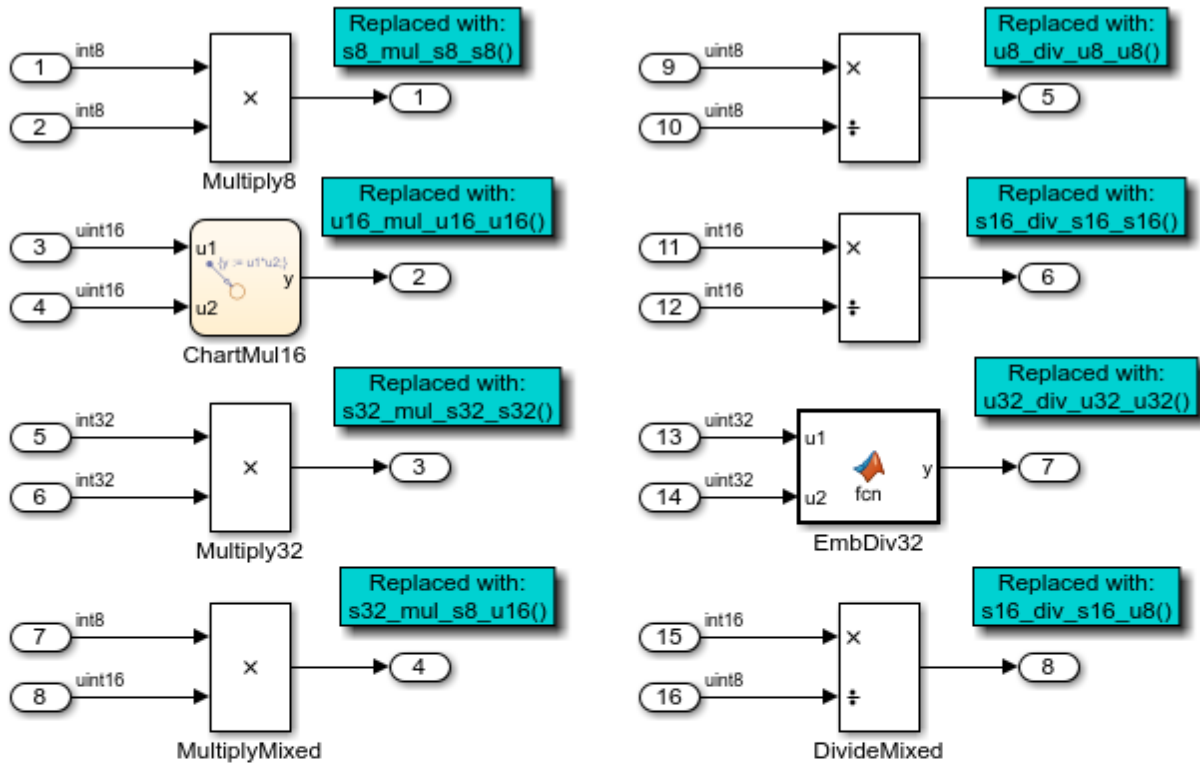 Replaced with:
s8_mul_s8_s8()
1
int8
2
int8
×
1
Multiply8
Replaced with:
u16_mul_u16_u16()
3
uint16
4
uint16
u1
{y := u1*u2;}
y
u2
2
ChartMul16
Replaced with:
s32_mul_s32_s32()
5
int32
6
int32
×
3
Multiply32
Replaced with:
s32_mul_s8_u16()
7
int8
8
uint16
×
4
MultiplyMixed
Replaced with:
u8_div_u8_u8()
9
uint8
10
uint8
×
÷
5
Replaced with:
s16_div_s16_s16()
11
int16
12
int16
×
÷
6
Replaced with:
u32_div_u32_u32()
13
uint32
14
uint32
u1
y
fcn
u2
7
EmbDiv32
Replaced with:
s16_div_s16_u8()
15
int16
16
uint8
×
÷
8
DivideMixed